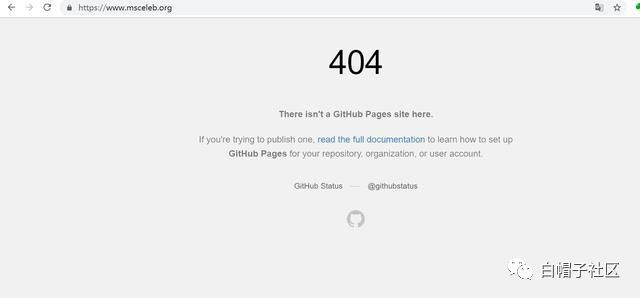 https://www.msceleb.org
404
There isn't a GitHub Pages site here.
If you're trying to publish one, read the full documentation to learn how to set up
GitHub Pages for your repository, organization, or user account.
GitHub Status — @githubstatus
白帽子社区